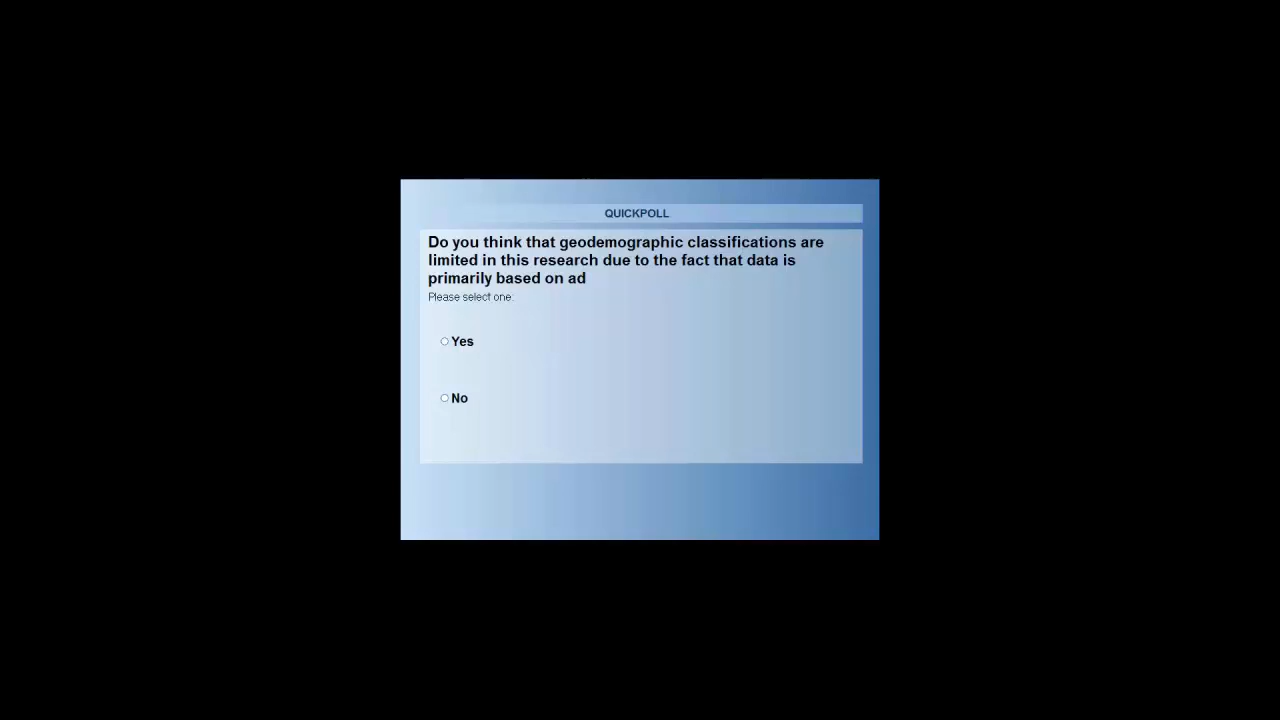 QUICKPOLL
Do you think that geodemographic classifications are
limited in this research due to the fact that data is
primarily based on ad
Please select one:
Yes
No